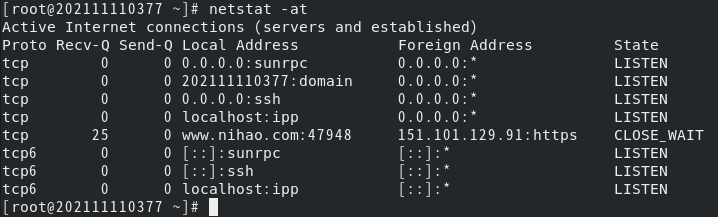 [root@202111110377 ~]# netstat -at
Active Internet connections (servers and established)
Proto Recv-Q Send-Q Local Address           Foreign Address         State
tcp        0      0 0.0.0.0:sunrpc          0.0.0.0:*               LISTEN
tcp        0      0 202111110377:domain     0.0.0.0:*               LISTEN
tcp        0      0 0.0.0.0:ssh             0.0.0.0:*               LISTEN
tcp        0      0 localhost:ipp           0.0.0.0:*               LISTEN
tcp       25      0 www.nihao.com:47948     151.101.129.91:https    CLOSE_WAIT
tcp6       0      0 [::]:sunrpc             [::]:*                  LISTEN
tcp6       0      0 [::]:ssh                [::]:*                  LISTEN
tcp6       0      0 localhost:ipp           [::]:*                  LISTEN
[root@202111110377 ~]#